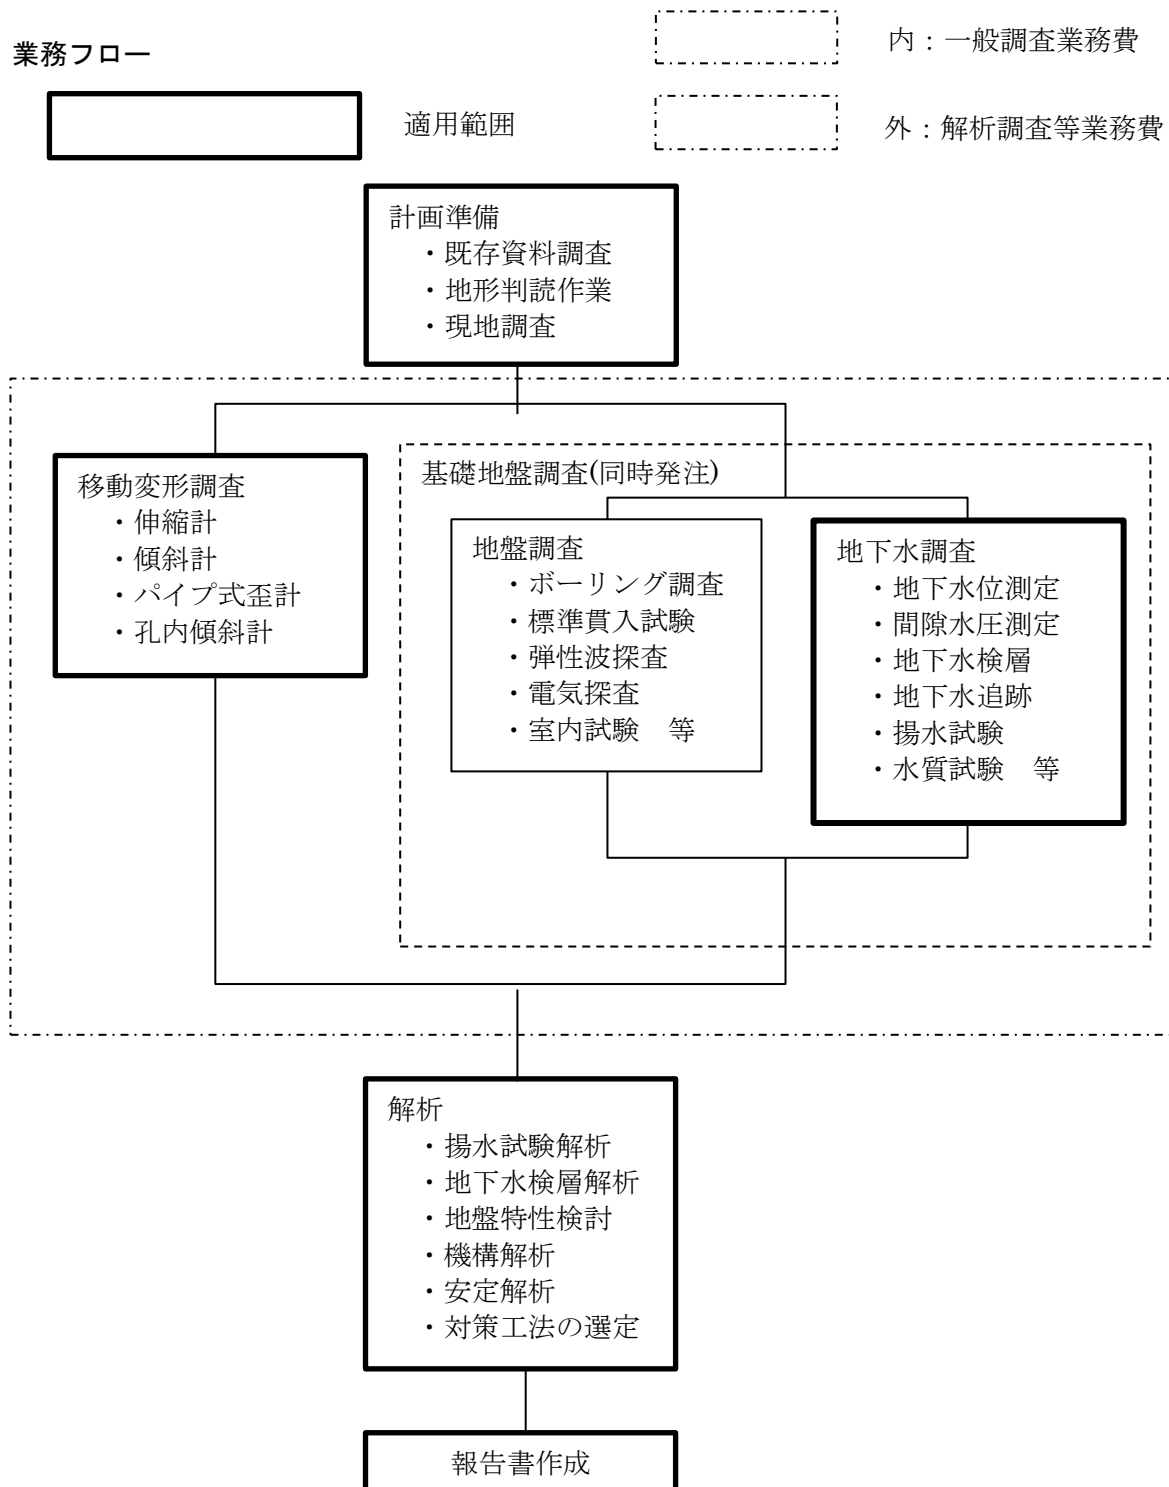 業務フロー
内：一般調査業務費
適用範囲
外：解析調査等業務費
計画準備
・既存資料調査
・地形判読作業
・現地調査
移動変形調査
・伸縮計
・傾斜計
・パイプ式歪計
・孔内傾斜計
基礎地盤調査(同時発注)
地盤調査
・ボーリング調査
・標準貫入試験
・弾性波探査
・電気探査
・室内試験　等
地下水調査
・地下水位測定
・間隙水圧測定
・地下水検層
・地下水追跡
・揚水試験
・水質試験　等
解析
・揚水試験解析
・地下水検層解析
・地盤特性検討
・機構解析
・安定解析
・対策工法の選定
報告書作成